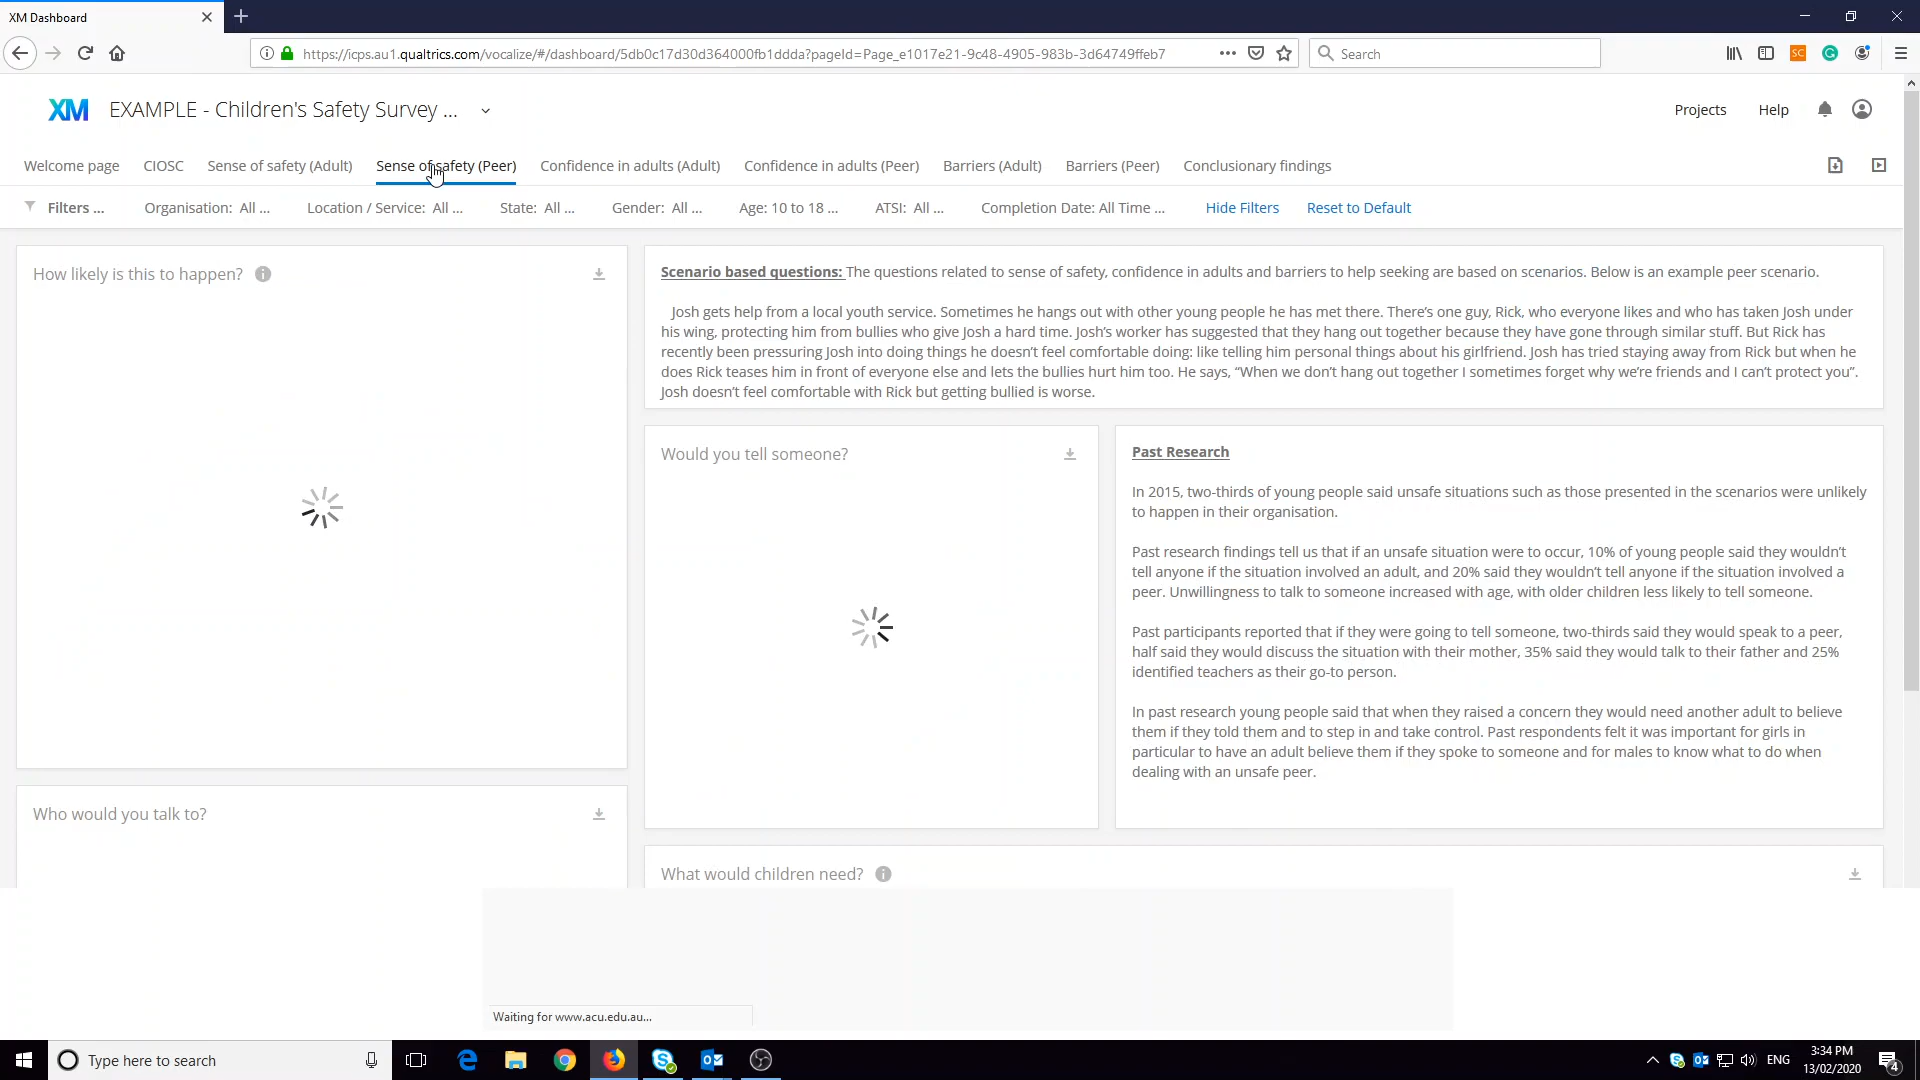 XM Dashboard
https://icps.au1.qualtrics.com/vocalize/#/dashboard/5db0c17d30d364000fb1ddda?pageId=Page_e1017e21-9c48-4905-983b-3d64749ffeb7
Search
XM EXAMPLE - Children's Safety Survey ...
Projects Help
Welcome page CIOSC Sense of safety (Adult) Sense of safety (Peer) Confidence in adults (Adult) Confidence in adults (Peer) Barriers (Adult) Barriers (Peer) Conclusionary findings
Filters ... Organisation: All ... Location / Service: All ... State: All ... Gender: All ... Age: 10 to 18 ... ATSI: All ... Completion Date: All Time ... Hide Filters Reset to Default
How likely is this to happen?
Scenario based questions: The questions related to sense of safety, confidence in adults and barriers to help seeking are based on scenarios. Below is an example peer scenario.
Josh gets help from a local youth service. Sometimes he hangs out with other young people he has met there. There's one guy, Rick, who everyone likes and who has taken Josh under
his wing, protecting him from bullies who give Josh a hard time. Josh's worker has suggested that they hang out together because they have gone through similar stuff. But Rick has
recently been pressuring Josh into doing things he doesn't feel comfortable doing: like telling him personal things about his girlfriend. Josh has tried staying away from Rick but when he
does Rick teases him in front of everyone else and lets the bullies hurt him too. He says, “When we don't hang out together I sometimes forget why we're friends and I can't protect you”.
Josh doesn't feel comfortable with Rick but getting bullied is worse.
Would you tell someone?
Past Research
In 2015, two-thirds of young people said unsafe situations such as those presented in the scenarios were unlikely
to happen in their organisation.
Past research findings tell us that if an unsafe situation were to occur, 10% of young people said they wouldn't
tell anyone if the situation involved an adult, and 20% said they wouldn't tell anyone if the situation involved a
peer. Unwillingness to talk to someone increased with age, with older children less likely to tell someone.
Past participants reported that if they were going to tell someone, two-thirds said they would speak to a peer,
half said they would discuss the situation with their mother, 35% said they would talk to their father and 25%
identified teachers as their go-to person.
In past research young people said that when they raised a concern they would need another adult to believe
them if they told them and to step in and take control. Past respondents felt it was important for girls in
particular to have an adult believe them if they spoke to someone and for males to know what to do when
dealing with an unsafe peer.
Who would you talk to?
What would children need?
Waiting for www.acu.edu.au...
Type here to search
ENG
3:34 PM
13/02/2020
4